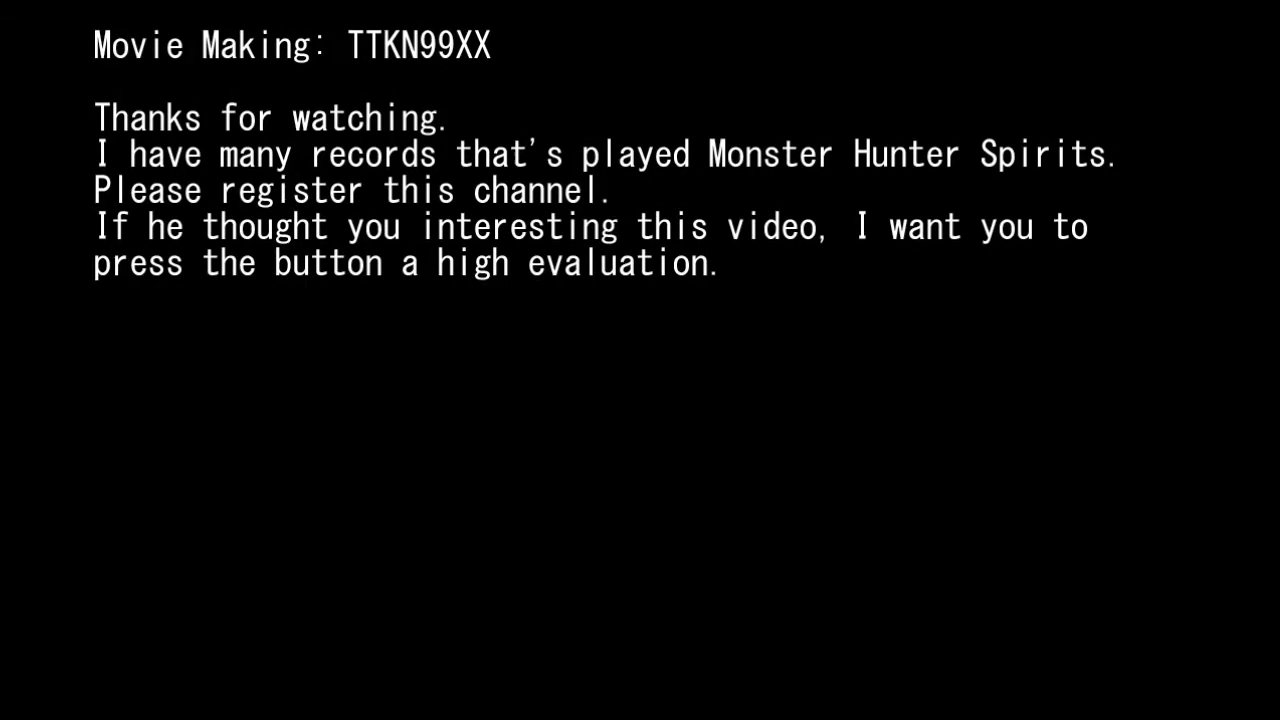 Movie Making: TTKN99XX
Thanks for watching.
I have many records that's played Monster Hunter Spirits.
Please register this channel.
If he thought you interesting this video, I want you to
press the button a high evaluation.